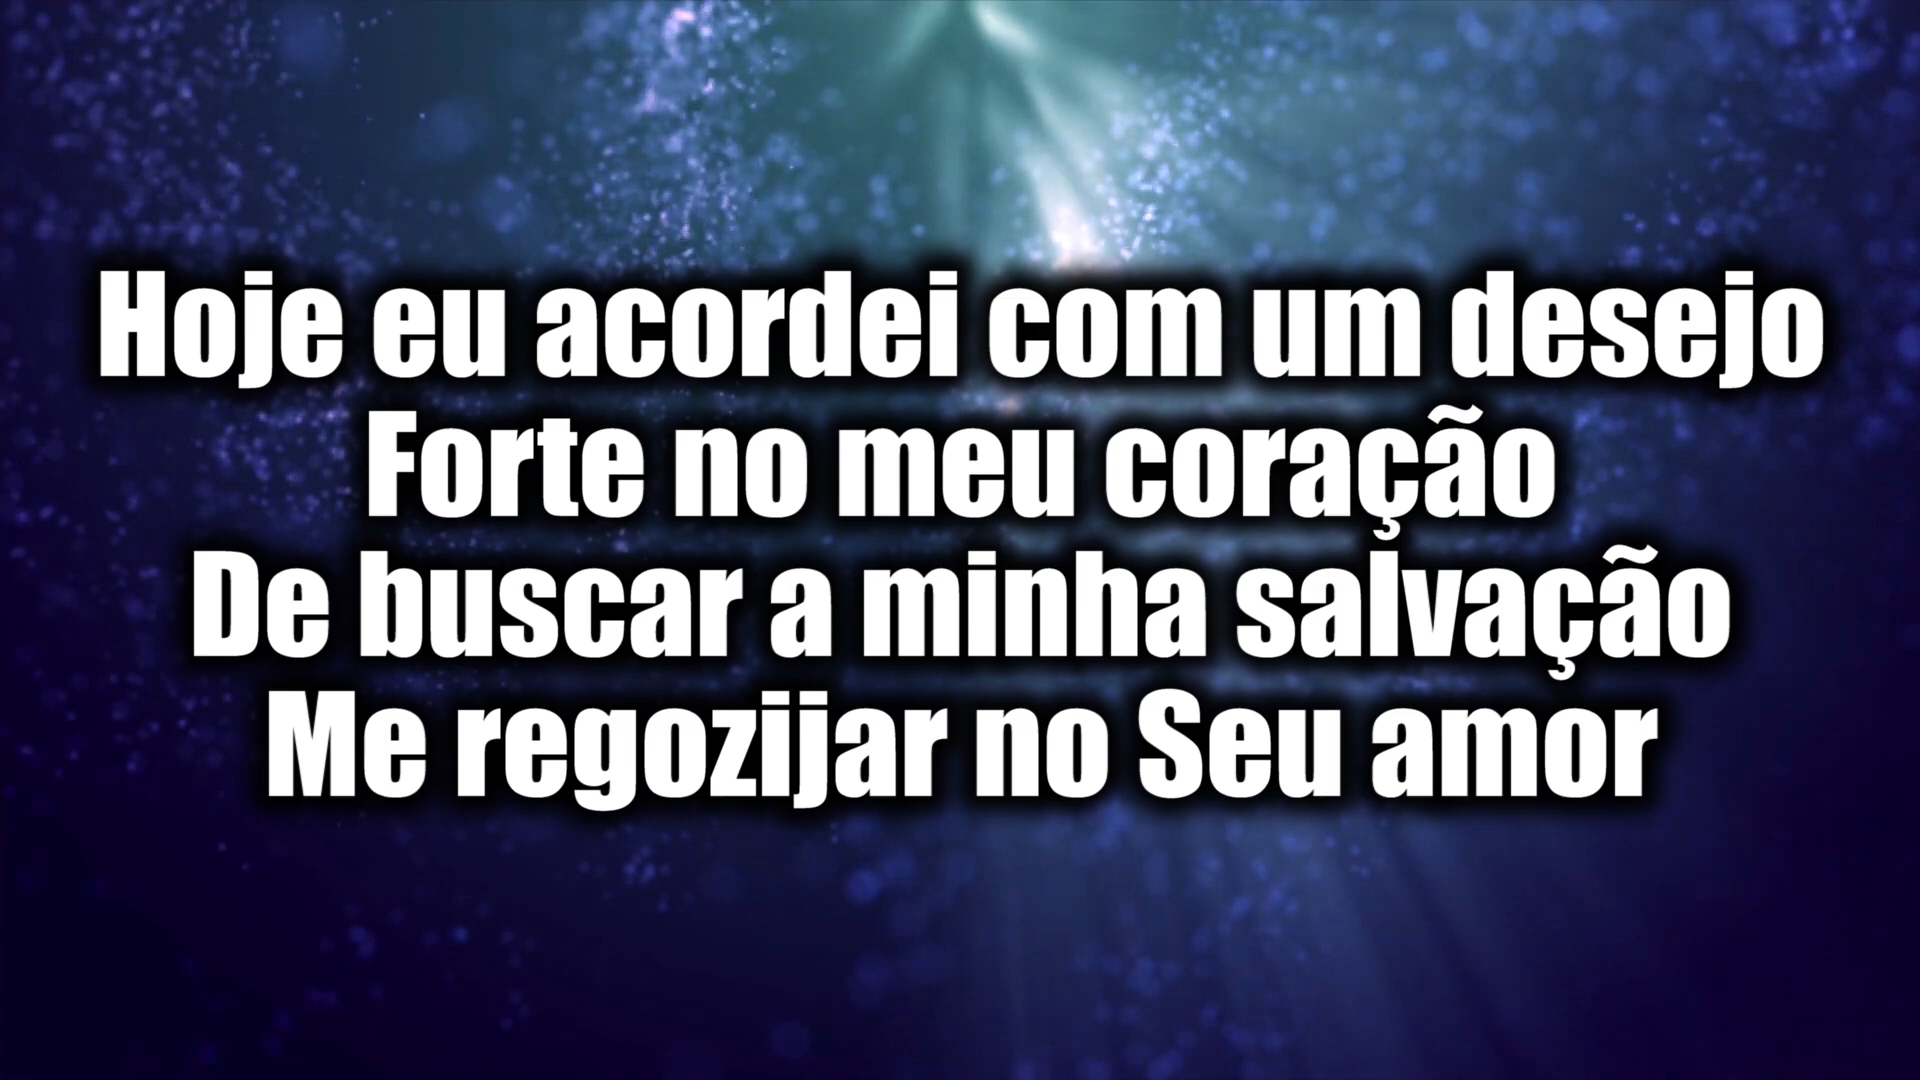 Hoje eu acordei com um desejo
Forte no meu coração
De buscar a minha salvação
Me regozijar no Seu amor